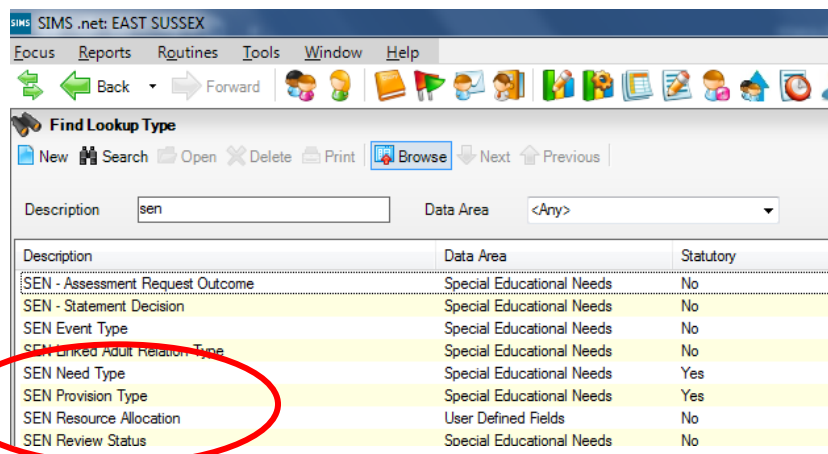 SIMS SIMS .net: EAST SUSSEX
Focus Reports Routines Tools Window Help
Back Forward
Find Lookup Type
New Search Open Delete Print Browse Next Previous
Description sen Data Area <Any>
Description Data Area Statutory
SEN - Assessment Request Outcome Special Educational Needs No
SEN - Statement Decision Special Educational Needs No
SEN Event Type Special Educational Needs No
SEN Linked Adult Relation Type Special Educational Needs No
SEN Need Type Special Educational Needs Yes
SEN Provision Type Special Educational Needs Yes
SEN Resource Allocation User Defined Fields No
SEN Review Status Special Educational Needs No